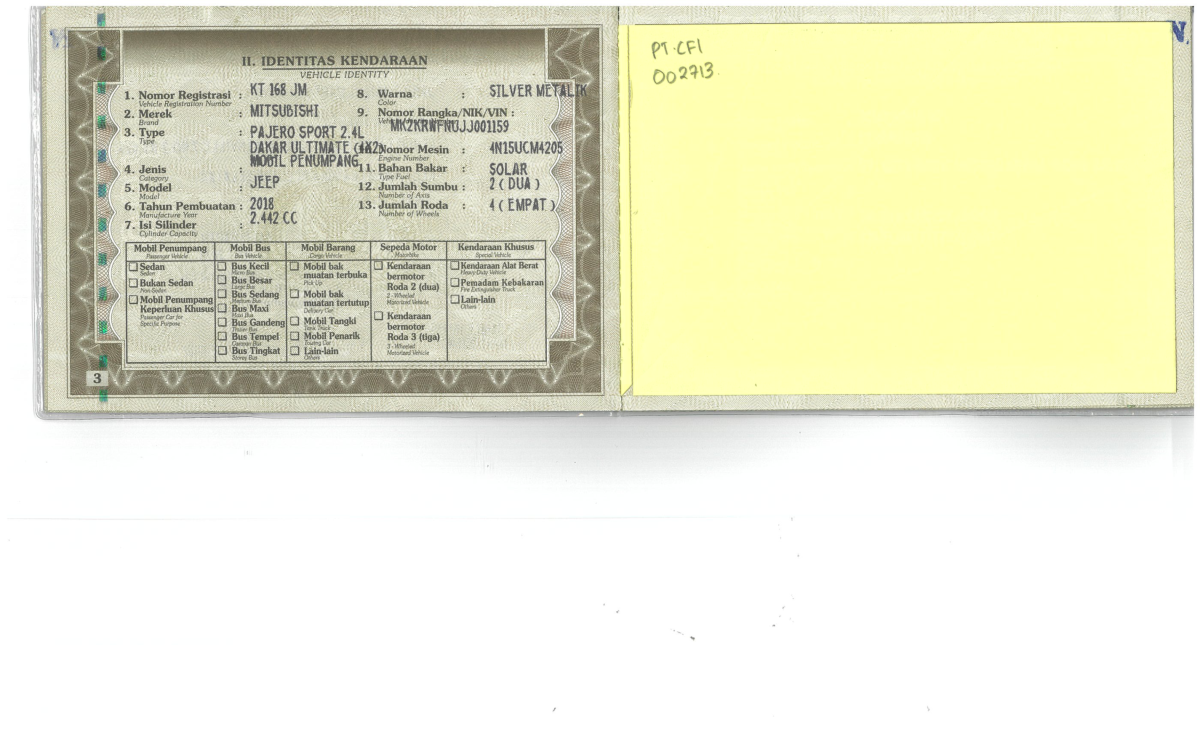 II. IDENTITAS KENDARAAN
VEHICLE IDENTITY
1. Nomor Registrasi : KT 168 JM
Vehicle Registration Number
2. Merek : MITSUBISHI
Brand
3. Type : PAJERO SPORT 2.4L
Type
DAKAR ULTIMATE (4X2)
4. Jenis : MOBIL PENUMPANG
Category
5. Model : JEEP
Model
6. Tahun Pembuatan : 2018
Manufacture Year
7. Isi Silinder : 2.442 CC
Cylinder Capacity
8. Warna : SILVER METALIK
Color
9. Nomor Rangka/NIK/VIN :
MK2KRWFNUJJ001159
Nomor Mesin : 4N15UCM4205
Engine Number
11. Bahan Bakar : SOLAR
Type Fuel
12. Jumlah Sumbu : 2 ( DUA )
Number of Axis
13. Jumlah Roda : 4 ( EMPAT )
Number of Wheels
Mobil Penumpang
Passenger Vehicle
Sedan
Sedan
Bukan Sedan
Non-Sedan
Mobil Penumpang
Keperluan Khusus
Passenger Car for
Specific Purpose
Mobil Bus
Bus Vehicle
Bus Kecil
Micro Bus
Bus Besar
Large Bus
Bus Sedang
Medium Bus
Bus Maxi
Maxi Bus
Bus Gandeng
Bus Tempel
Bus Tingkat
Mobil Barang
Cargo Vehicle
Mobil bak
muatan terbuka
Pick Up
Mobil bak
muatan tertutup
Delivery Car
Mobil Tangki
Tank Truck
Mobil Penarik
Towing Car
Lain-lain
Others
Sepeda Motor
Motorbike
Kendaraan
bermotor
Roda 2 (dua)
2 - Wheeled
Motorized Vehicle
Kendaraan
bermotor
Roda 3 (tiga)
3 - Wheeled
Motorized Vehicle
Kendaraan Khusus
Special Vehicle
Kendaraan Alat Berat
Heavy Duty Vehicle
Pemadam Kebakaran
Fire Extinguisher Truck
Lain-lain
Others
3
PT.CFI
002713
N